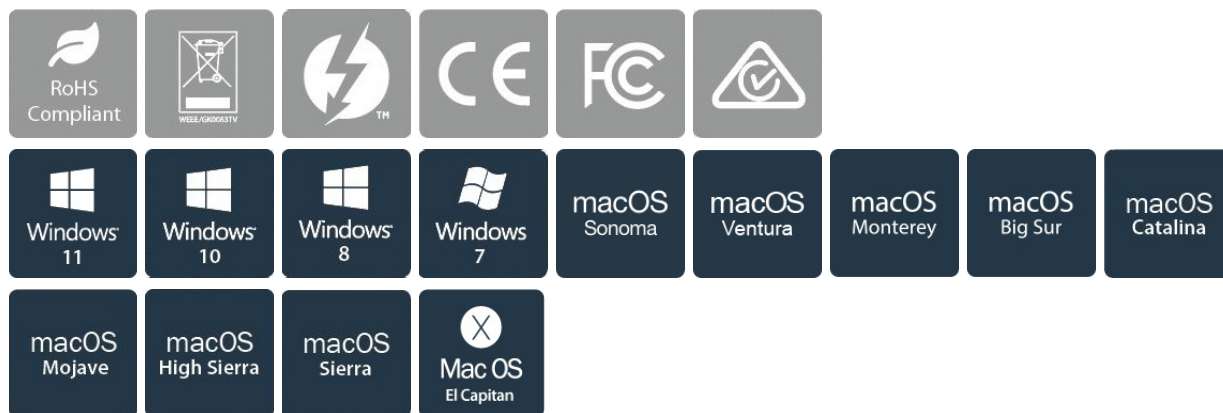 RoHS
Compliant
WEEE/GK0063TV
TM
CE
FC
Windows
11
Windows
10
Windows
8
Windows
7
macOS
Sonoma
macOS
Ventura
macOS
Monterey
macOS
Big Sur
macOS
Catalina
macOS
Mojave
macOS
High Sierra
macOS
Sierra
X
Mac OS
El Capitan